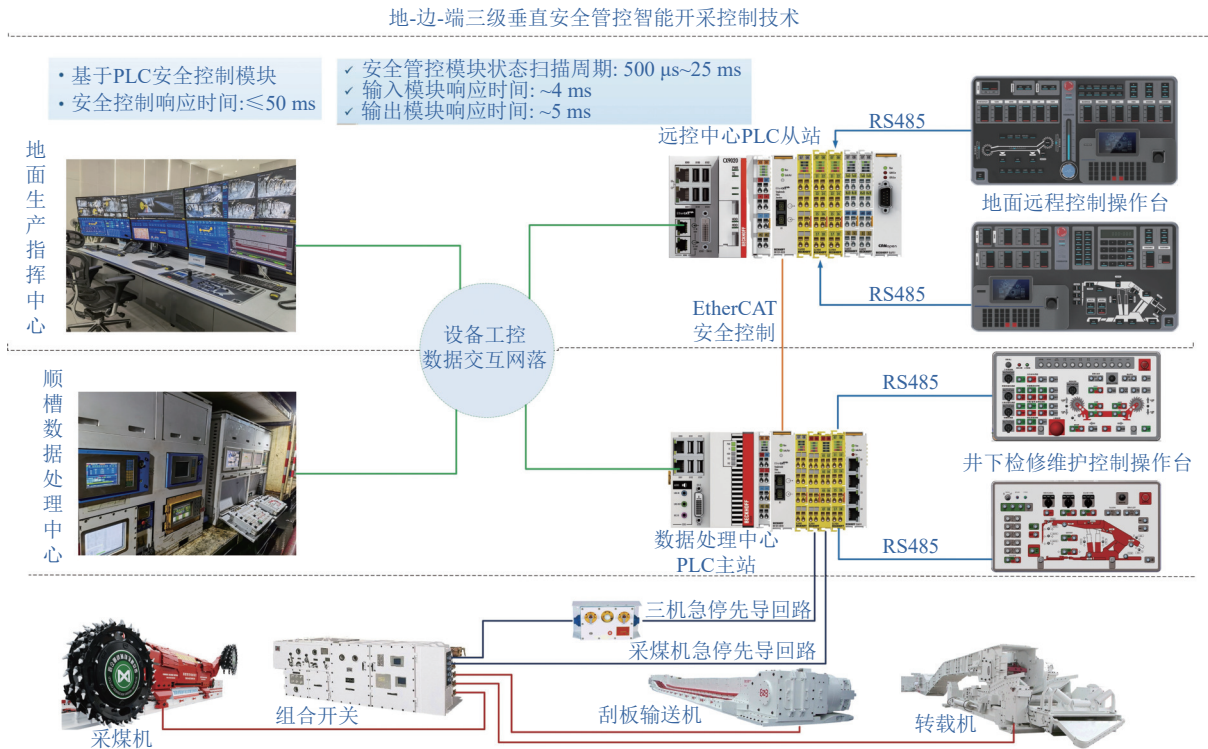 地-边-端三级垂直安全管控智能开采控制技术
• 基于PLC安全控制模块
• 安全控制响应时间:≤50 ms
✓ 安全管控模块状态扫描周期: 500 μs~25 ms
✓ 输入模块响应时间: ~4 ms
✓ 输出模块响应时间: ~5 ms
地面生产指挥中心
远控中心PLC从站
CX9020
BECKHOFF
RS485
地面远程控制操作台
RS485
EtherCAT
安全控制
设备工控
数据交互网落
顺槽数据处理中心
RS485
井下检修维护控制操作台
BECKHOFF
RS485
数据处理中心
PLC主站
三机急停先导回路
采煤机急停先导回路
采煤机
组合开关
刮板输送机
转载机